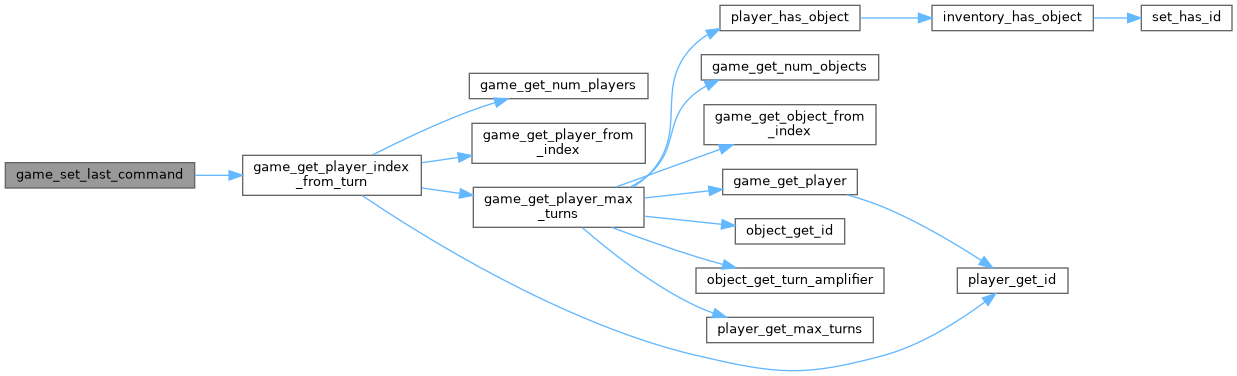 game_set_last_command
game_get_player_index
_from_turn
game_get_num_players
game_get_player_from
_index
game_get_player_max
_turns
player_has_object
game_get_num_objects
game_get_object_from
_index
game_get_player
object_get_id
object_get_turn_amplifier
player_get_max_turns
inventory_has_object
player_get_id
set_has_id